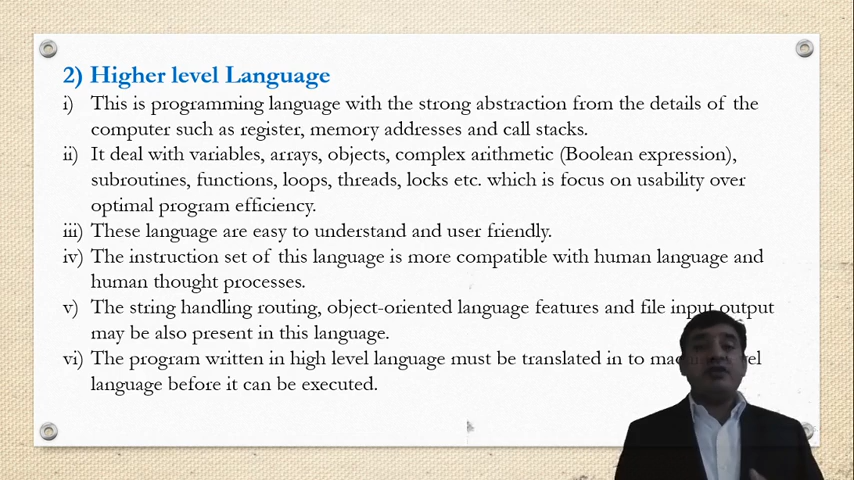 2) Higher level Language
i) This is programming language with the strong abstraction from the details of the
computer such as register, memory addresses and call stacks.
ii) It deal with variables, arrays, objects, complex arithmetic (Boolean expression),
subroutines, functions, loops, threads, locks etc. which is focus on usability over
optimal program efficiency.
iii) These language are easy to understand and user friendly.
iv) The instruction set of this language is more compatible with human language and
human thought processes.
v) The string handling routing, object-oriented language features and file input output
may be also present in this language.
vi) The program written in high level language must be translated in to
language before it can be executed.